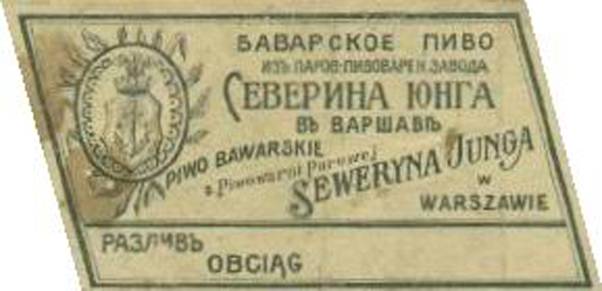 БАВАРСКОЕ ПИВО
ИЗЪ ПАРОВ-ПИВОВАРЕН. ЗАВОДА
СЕВЕРИНА ЮНГА
ВЪ ВАРШАВѢ
PIWO BAWARSKIE
z Piwowarni Parowej
SEWERYNA JUNGA
w
WARSZAWIE
РАЗЛИВЪ
OBCIĄG